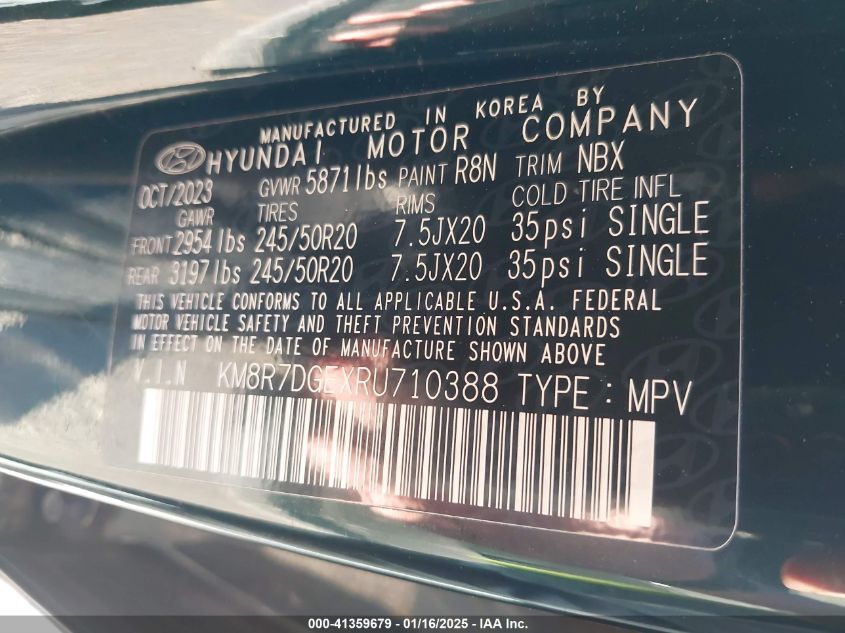 MANUFACTURED IN KOREA BY
HYUNDAI MOTOR COMPANY
OCT/2023 GVWR 5871lbs PAINT R8N TRIM NBX
GAWR TIRES RIMS COLD TIRE INFL
FRONT 2954lbs 245/50R20 7.5JX20 35psi SINGLE
REAR 3197lbs 245/50R20 7.5JX20 35psi SINGLE
THIS VEHICLE CONFORMS TO ALL APPLICABLE U.S.A. FEDERAL
MOTOR VEHICLE SAFETY AND THEFT PREVENTION STANDARDS
IN EFFECT ON THE DATE OF MANUFACTURE SHOWN ABOVE
V.I.N KM8R7DGEXRU710388 TYPE : MPV
000-41359679 - 01/16/2025 - IAA Inc.